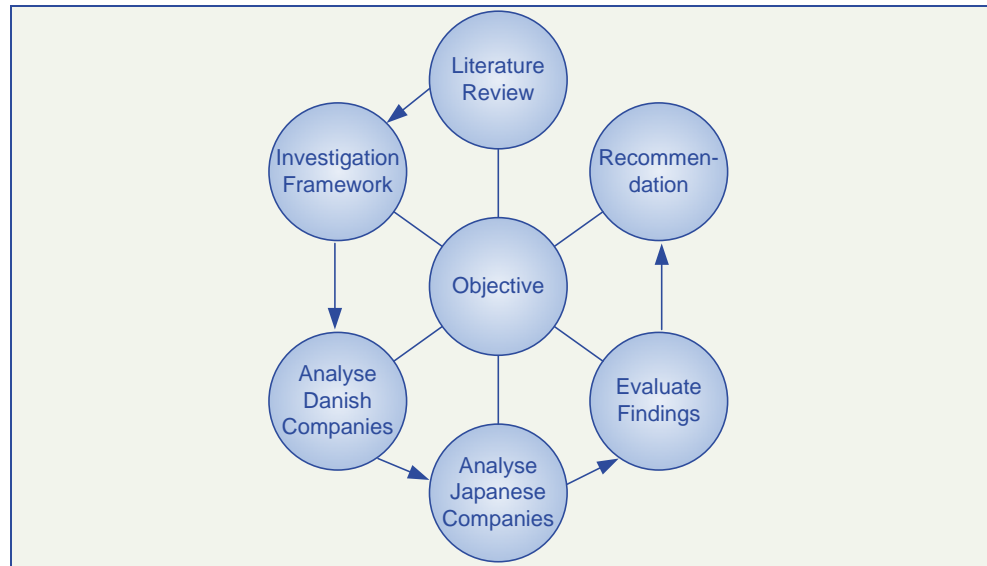 Literature
Review
Investigation
Framework
Recommen-
dation
Objective
Analyse
Danish
Companies
Evaluate
Findings
Analyse
Japanese
Companies